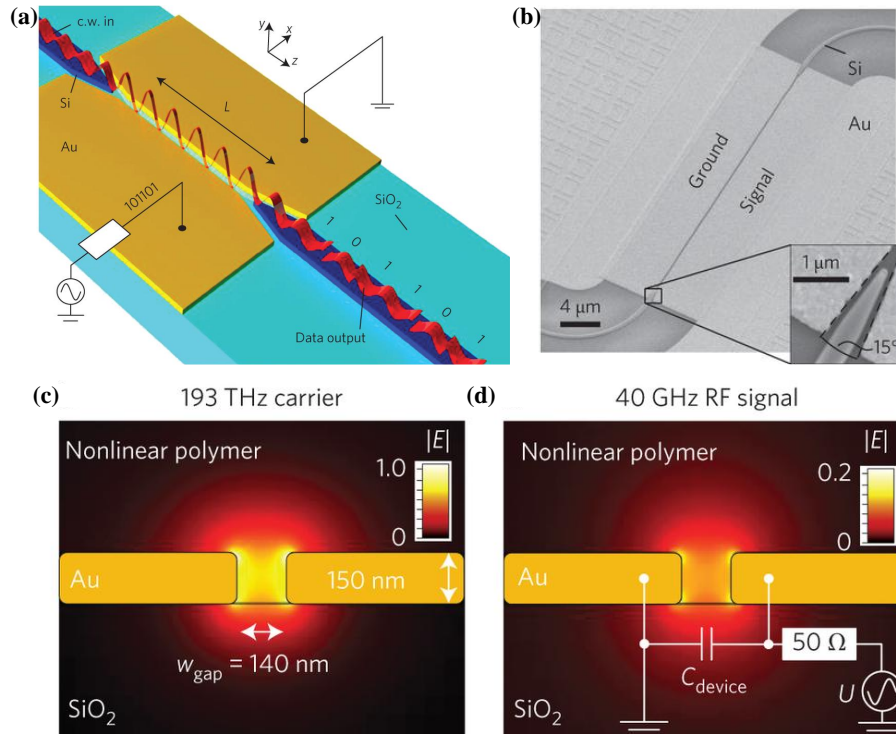 (a)
c.w. in
y
x
z
Si
L
Au
101101
SiO2
1
0
1
1
0
1
Data output
(b)
Si
Au
Ground
Signal
1 μm
4 μm
15°
(c)
193 THz carrier
Nonlinear polymer
|E|
1.0
0
Au
150 nm
wgap = 140 nm
SiO2
(d)
40 GHz RF signal
Nonlinear polymer
|E|
0.2
0
Au
50 Ω
Cdevice
U
SiO2